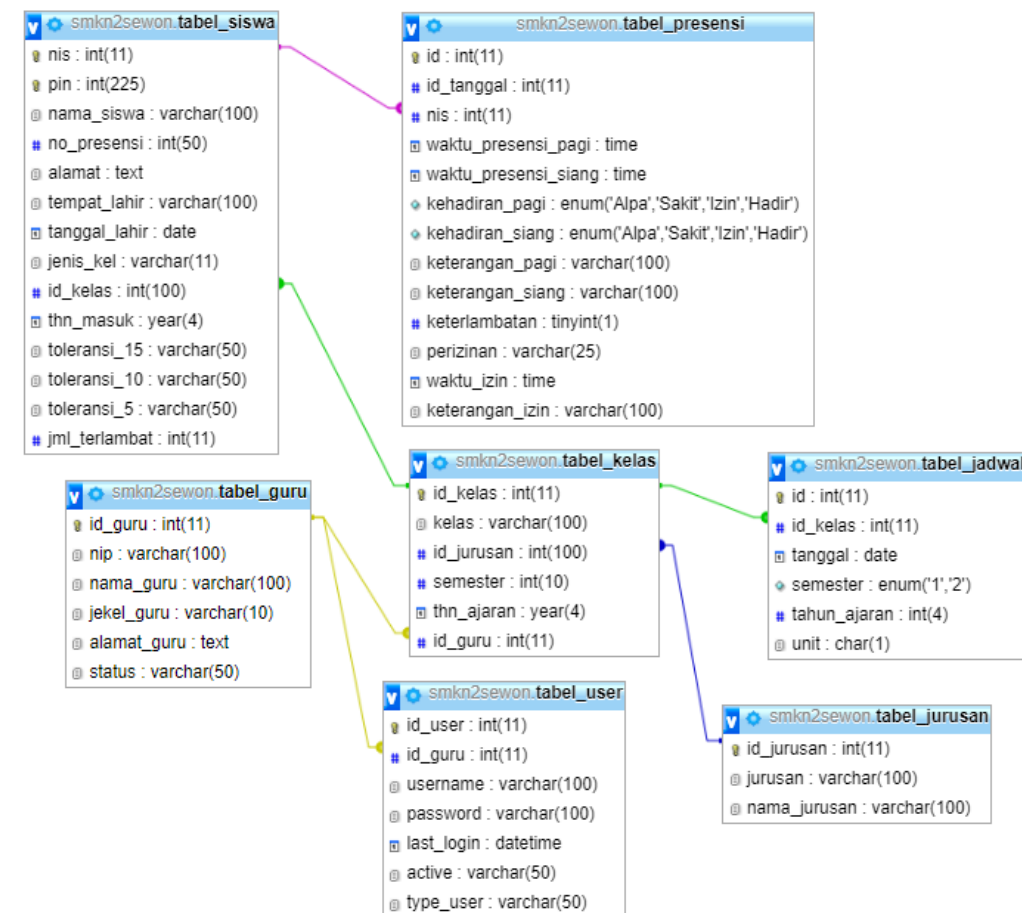 smkn2sewon.tabel_siswa
nis : int(11)
pin : int(225)
nama_siswa : varchar(100)
no_presensi : int(50)
alamat : text
tempat_lahir : varchar(100)
tanggal_lahir : date
jenis_kel : varchar(11)
id_kelas : int(100)
thn_masuk : year(4)
toleransi_15 : varchar(50)
toleransi_10 : varchar(50)
toleransi_5 : varchar(50)
jml_terlambat : int(11)
smkn2sewon.tabel_presensi
id : int(11)
id_tanggal : int(11)
nis : int(11)
waktu_presensi_pagi : time
waktu_presensi_siang : time
kehadiran_pagi : enum('Alpa','Sakit','Izin','Hadir')
kehadiran_siang : enum('Alpa','Sakit','Izin','Hadir')
keterangan_pagi : varchar(100)
keterangan_siang : varchar(100)
keterlambatan : tinyint(1)
perizinan : varchar(25)
waktu_izin : time
keterangan_izin : varchar(100)
smkn2sewon.tabel_guru
id_guru : int(11)
nip : varchar(100)
nama_guru : varchar(100)
jekel_guru : varchar(10)
alamat_guru : text
status : varchar(50)
smkn2sewon.tabel_kelas
id_kelas : int(11)
kelas : varchar(100)
id_jurusan : int(100)
semester : int(10)
thn_ajaran : year(4)
id_guru : int(11)
smkn2sewon.tabel_jadwal
id : int(11)
id_kelas : int(11)
tanggal : date
semester : enum('1','2')
tahun_ajaran : int(4)
unit : char(1)
smkn2sewon.tabel_user
id_user : int(11)
id_guru : int(11)
username : varchar(100)
password : varchar(100)
last_login : datetime
active : varchar(50)
type_user : varchar(50)
smkn2sewon.tabel_jurusan
id_jurusan : int(11)
jurusan : varchar(100)
nama_jurusan : varchar(100)